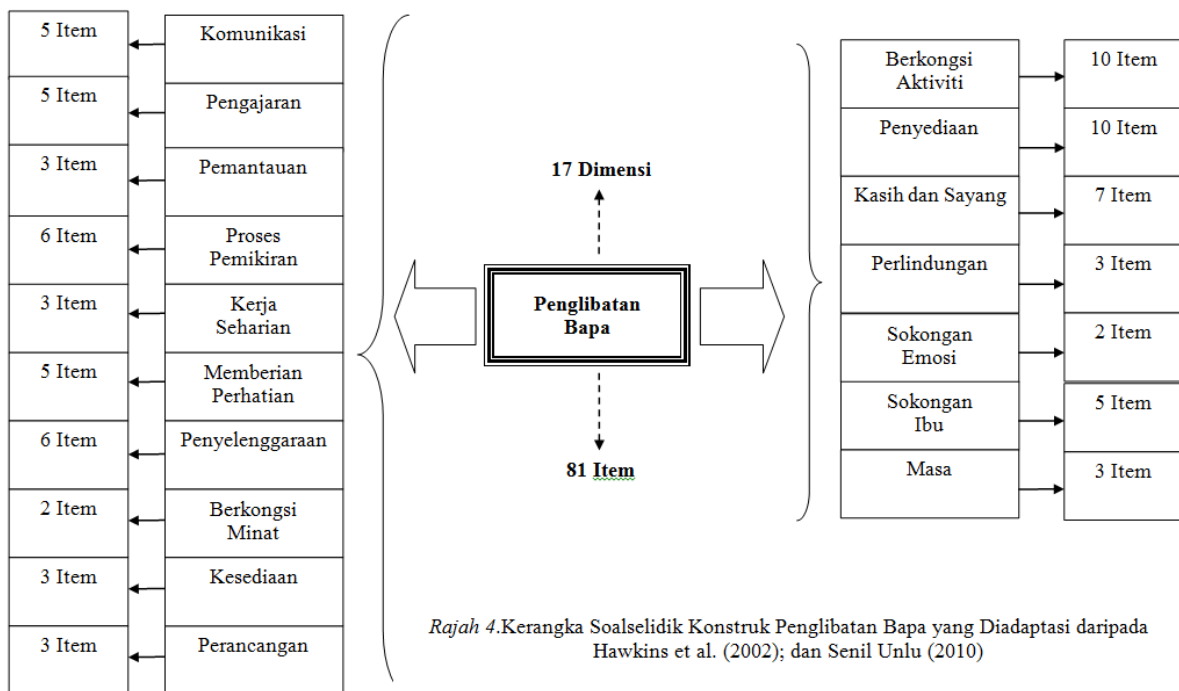 5 Item
Komunikasi
5 Item
Pengajaran
3 Item
Pemantauan
6 Item
Proses
Pemikiran
3 Item
Kerja
Seharian
5 Item
Memberian
Perhatian
6 Item
Penyelenggaraan
2 Item
Berkongsi
Minat
3 Item
Kesediaan
3 Item
Perancangan
17 Dimensi
Penglibatan
Bapa
81 Item
Berkongsi
Aktiviti
10 Item
Penyediaan
10 Item
Kasih dan Sayang
7 Item
Perlindungan
3 Item
Sokongan
Emosi
2 Item
Sokongan
Ibu
5 Item
Masa
3 Item
Rajah 4.Kerangka Soalselidik Konstruk Penglibatan Bapa yang Diadaptasi daripada
Hawkins et al. (2002); dan Senil Unlu (2010)